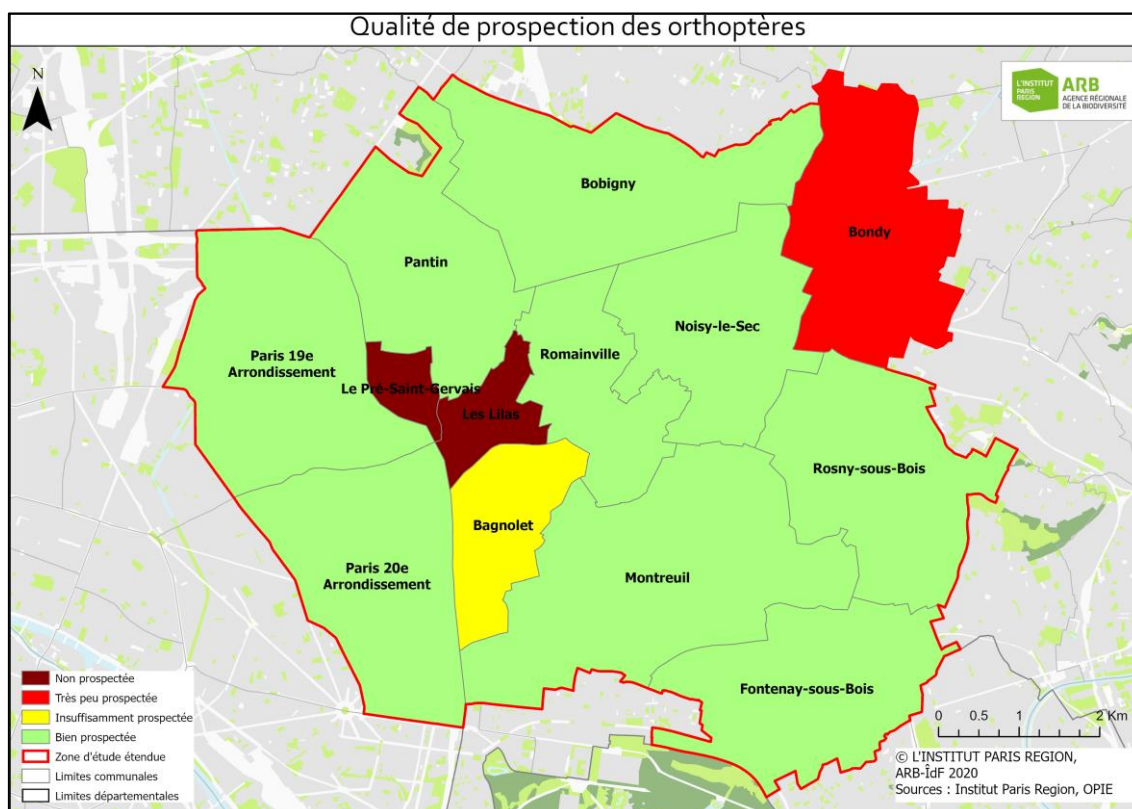 Qualité de prospection des orthoptères
N
L'INSTITUT
PARIS
REGION
ARB
AGENCE RÉGIONALE
DE LA BIODIVERSITÉ
Bobigny
Bondy
Pantin
Noisy-le-Sec
Romainville
Paris 19e
Arrondissement
Le Pré-Saint-Gervais
Les Lilas
Rosny-sous-Bois
Bagnolet
Paris 20e
Arrondissement
Montreuil
Fontenay-sous-Bois
Non prospectée
Très peu prospectée
Insuffisamment prospectée
Bien prospectée
Zone d'étude étendue
Limites communales
Limites départementales
0 0.5 1 2 Km
© L'INSTITUT PARIS REGION,
ARB-ÎdF 2020
Sources : Institut Paris Region, OPIE